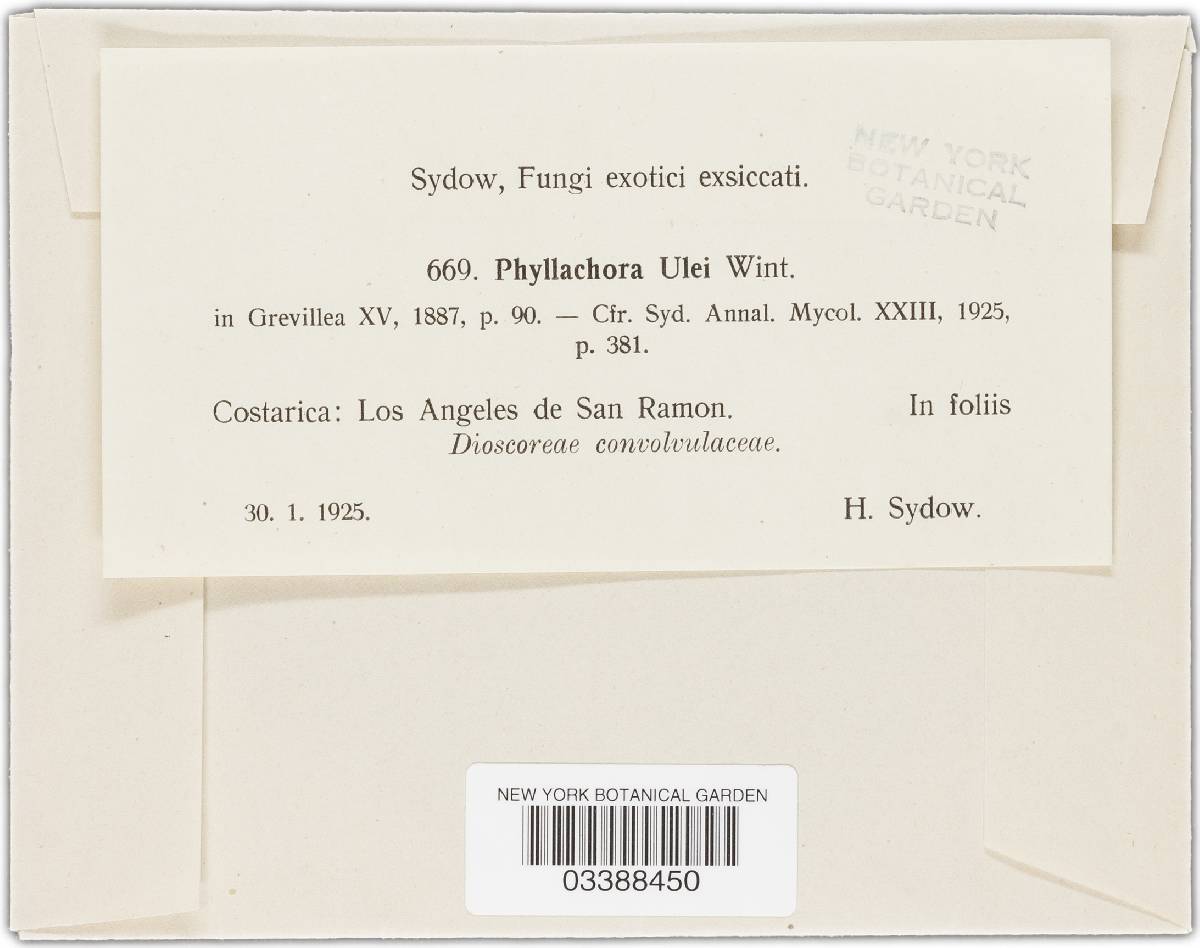 NEW YORK
BOTANICAL
GARDEN
Sydow, Fungi exotici exsiccati.
669. Phyllachora Ulei Wint.
in Grevillea XV, 1887, p. 90. — Cfr. Syd. Annal. Mycol. XXIII, 1925,
p. 381.
Costarica: Los Angeles de San Ramon. In foliis
Dioscoreae convolvulaceae.
30. 1. 1925. H. Sydow.
NEW YORK BOTANICAL GARDEN
03388450